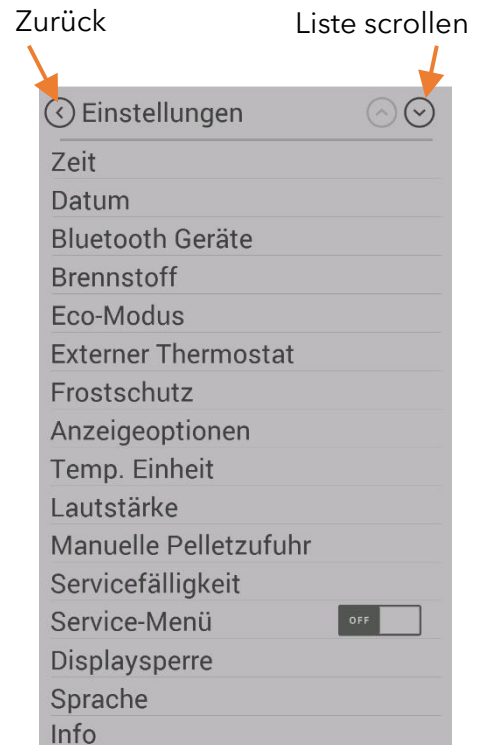 Zurück
Liste scrollen
Einstellungen
Zeit
Datum
Bluetooth Geräte
Brennstoff
Eco-Modus
Externer Thermostat
Frostschutz
Anzeigeoptionen
Temp. Einheit
Lautstärke
Manuelle Pelletzufuhr
Servicefälligkeit
Service-Menü OFF
Displaysperre
Sprache
Info